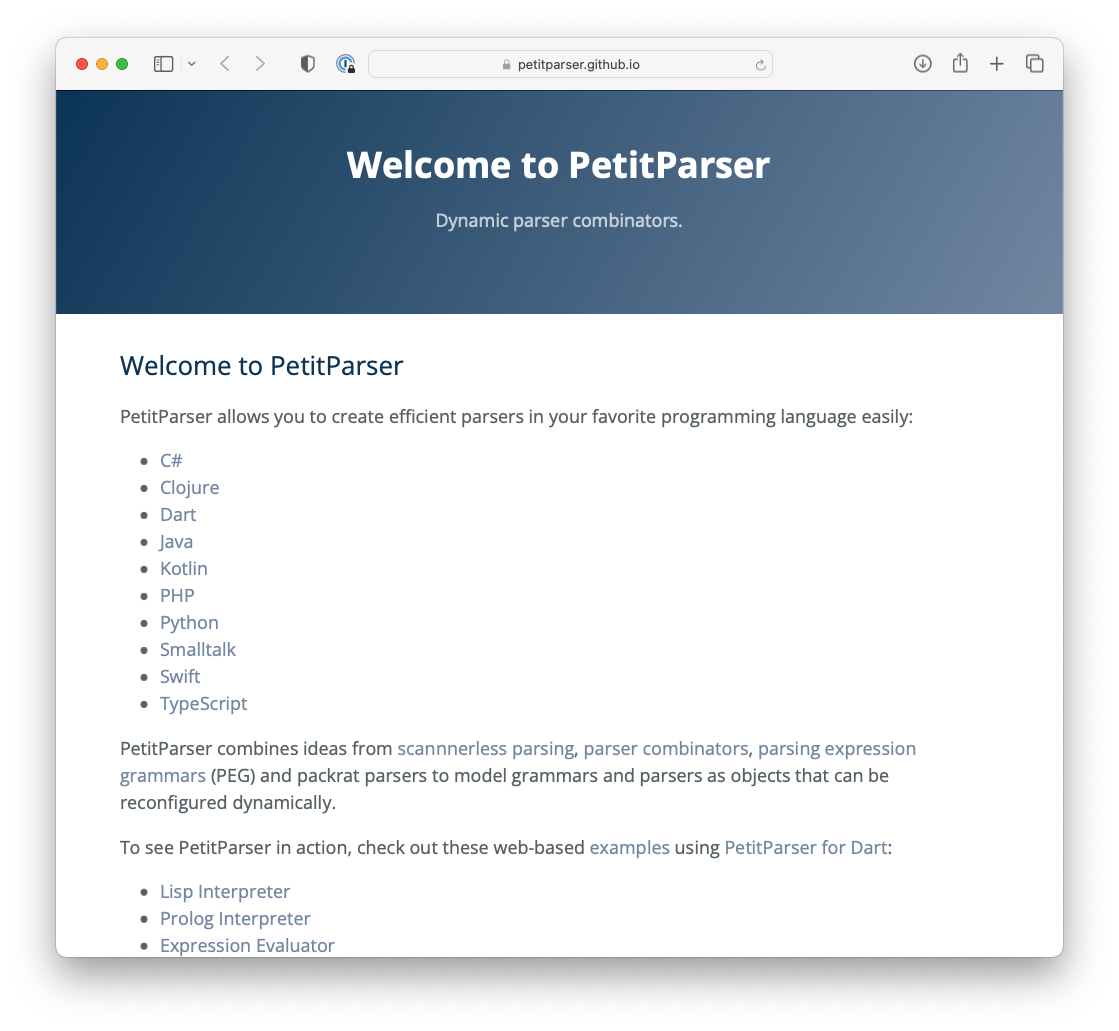 petitparser.github.io
Welcome to PetitParser
Dynamic parser combinators.
Welcome to PetitParser
PetitParser allows you to create efficient parsers in your favorite programming language easily:
C#
Clojure
Dart
Java
Kotlin
PHP
Python
Smalltalk
Swift
TypeScript
PetitParser combines ideas from scannnerless parsing, parser combinators, parsing expression
grammars (PEG) and packrat parsers to model grammars and parsers as objects that can be
reconfigured dynamically.
To see PetitParser in action, check out these web-based examples using PetitParser for Dart:
Lisp Interpreter
Prolog Interpreter
Expression Evaluator